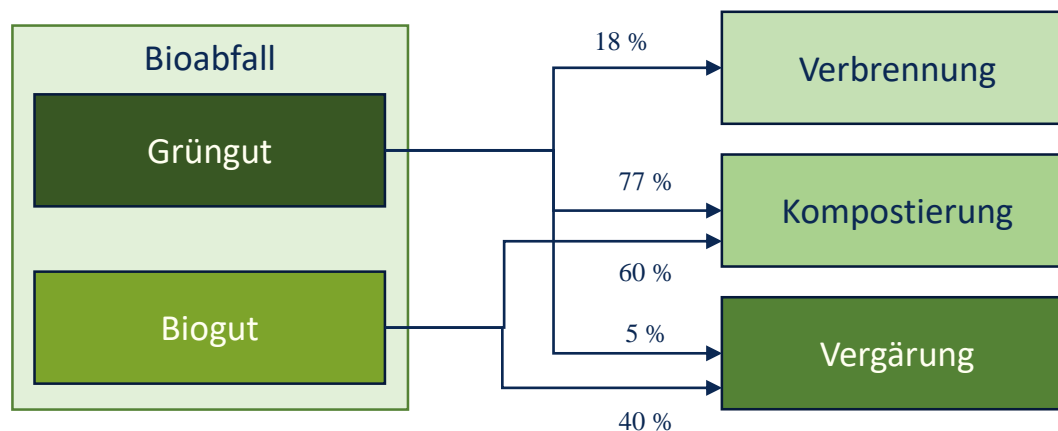 Bioabfall
Grüngut
Biogut
18 %
77 %
60 %
5 %
40 %
Verbrennung
Kompostierung
Vergärung